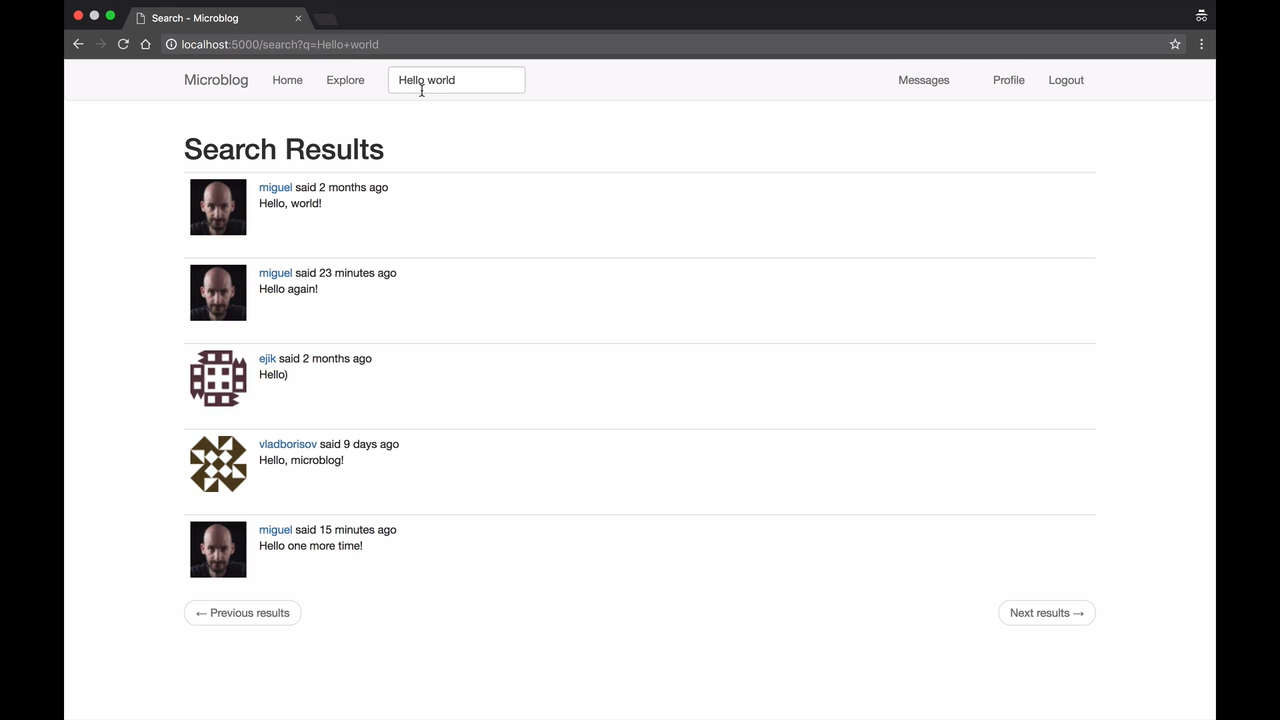 Search - Microblog
localhost:5000/search?q=Hello+world
Microblog Home Explore Hello world Messages Profile Logout
Search Results
miguel said 2 months ago
Hello, world!
miguel said 23 minutes ago
Hello again!
ejik said 2 months ago
Hello)
vladborisov said 9 days ago
Hello, microblog!
miguel said 15 minutes ago
Hello one more time!
← Previous results Next results →